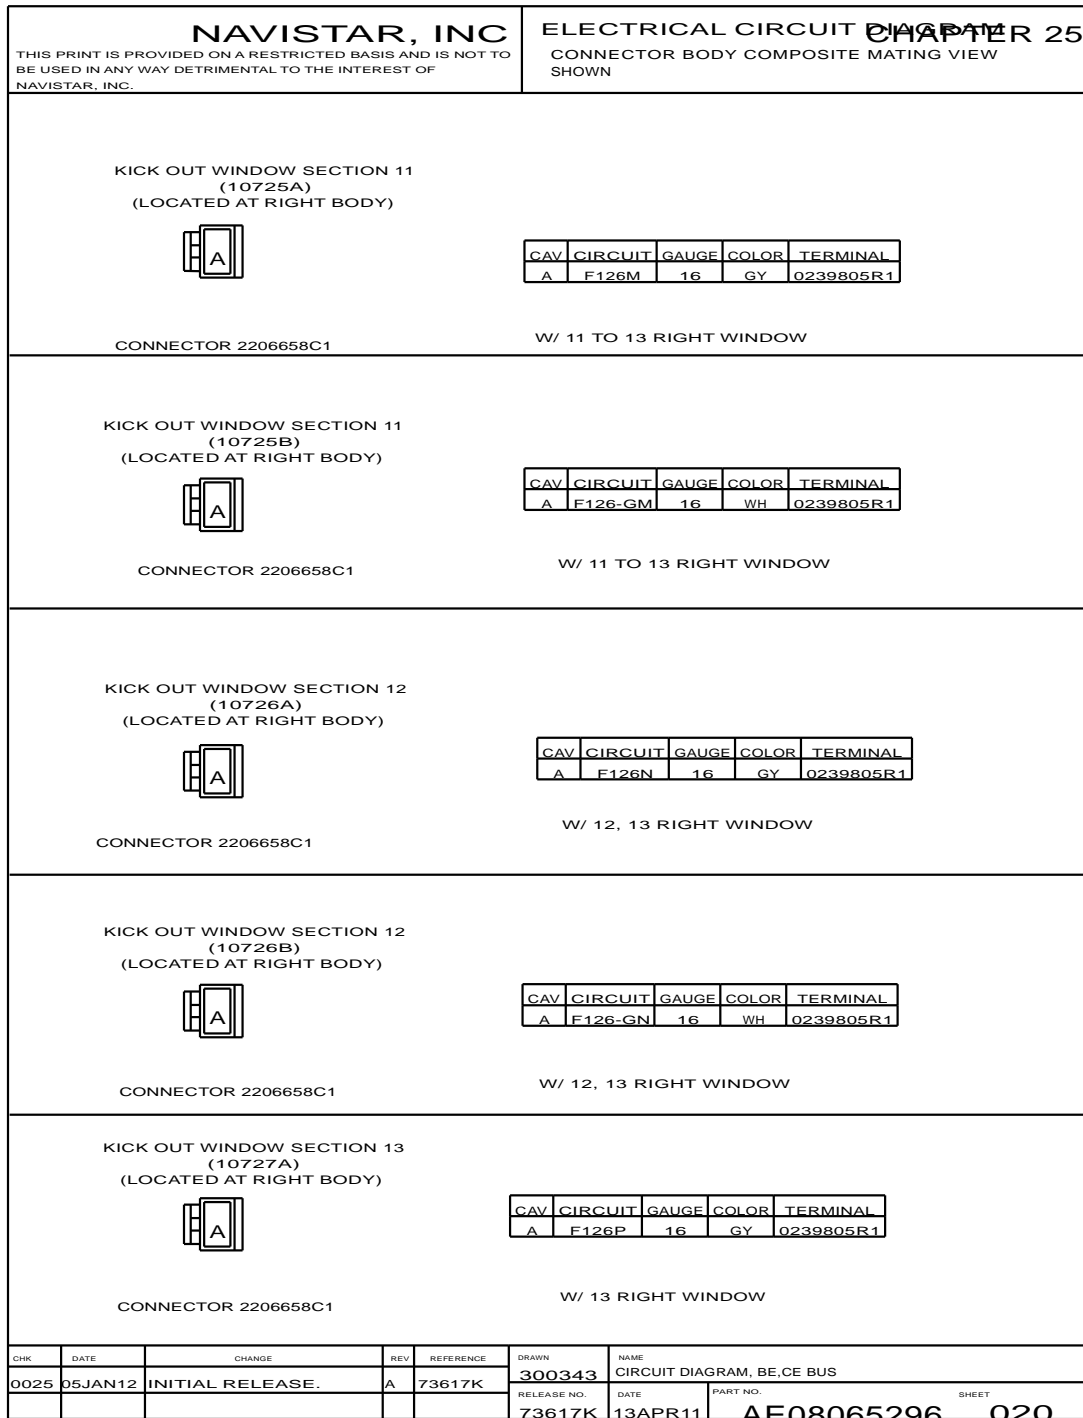 NAVISTAR, INC
THIS PRINT IS PROVIDED ON A RESTRICTED BASIS AND IS NOT TO
BE USED IN ANY WAY DETRIMENTAL TO THE INTEREST OF
NAVISTAR, INC.
ELECTRICAL CIRCUIT DIAGRAM
CHAPTER 25
CONNECTOR BODY COMPOSITE MATING VIEW
SHOWN
KICK OUT WINDOW SECTION 11
(10725A)
(LOCATED AT RIGHT BODY)
A
CAV CIRCUIT GAUGE COLOR TERMINAL
A F126M 16 GY 0239805R1
CONNECTOR 2206658C1
W/ 11 TO 13 RIGHT WINDOW
KICK OUT WINDOW SECTION 11
(10725B)
(LOCATED AT RIGHT BODY)
A
CAV CIRCUIT GAUGE COLOR TERMINAL
A F126-GM 16 WH 0239805R1
CONNECTOR 2206658C1
W/ 11 TO 13 RIGHT WINDOW
KICK OUT WINDOW SECTION 12
(10726A)
(LOCATED AT RIGHT BODY)
A
CAV CIRCUIT GAUGE COLOR TERMINAL
A F126N 16 GY 0239805R1
CONNECTOR 2206658C1
W/ 12, 13 RIGHT WINDOW
KICK OUT WINDOW SECTION 12
(10726B)
(LOCATED AT RIGHT BODY)
A
CAV CIRCUIT GAUGE COLOR TERMINAL
A F126-GN 16 WH 0239805R1
CONNECTOR 2206658C1
W/ 12, 13 RIGHT WINDOW
KICK OUT WINDOW SECTION 13
(10727A)
(LOCATED AT RIGHT BODY)
A
CAV CIRCUIT GAUGE COLOR TERMINAL
A F126P 16 GY 0239805R1
CONNECTOR 2206658C1
W/ 13 RIGHT WINDOW
CHK DATE CHANGE REV REFERENCE
0025 05JAN12 INITIAL RELEASE. A 73617K
DRAWN NAME
300343 CIRCUIT DIAGRAM, BE,CE BUS
RELEASE NO. DATE PART NO. SHEET
73617K 13APR11 AE08065296 020